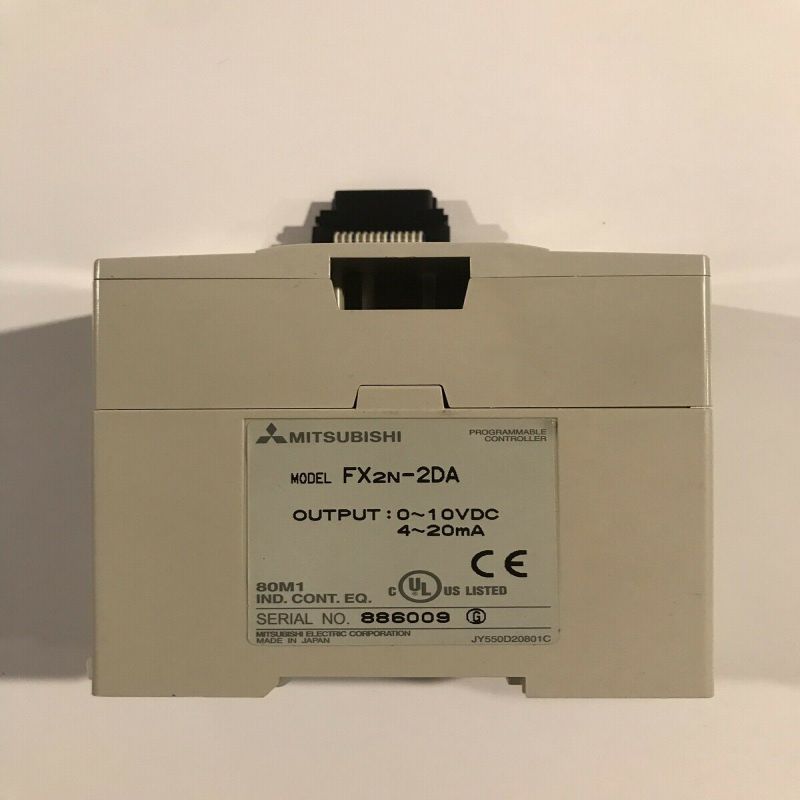 MITSUBISHI
PROGRAMMABLE
CONTROLLER
MODEL FX2N-2DA
OUTPUT : 0~10VDC
4~20mA
CE
80M1
IND. CONT. EQ.
C UL US LISTED
SERIAL NO. 886009 G
MITSUBISHI ELECTRIC CORPORATION
MADE IN JAPAN
JY550D20801C